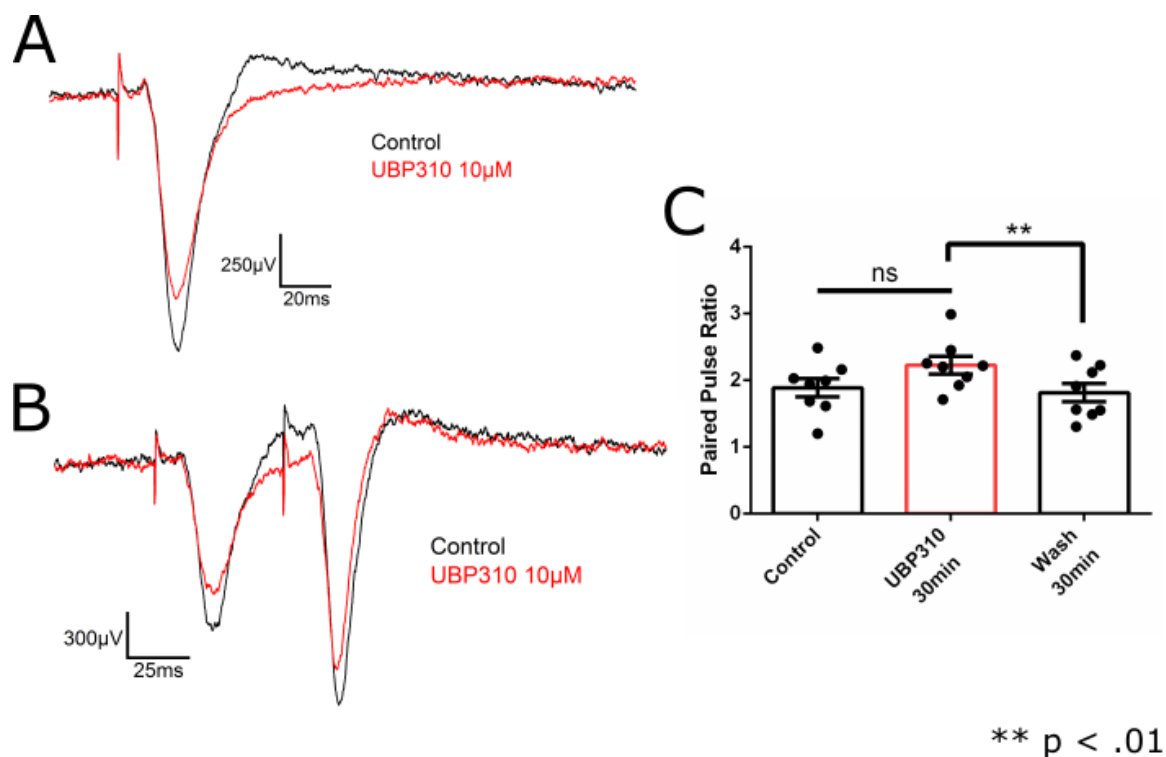 A
Control
UBP310 10µM
250µV
20ms
B
Control
UBP310 10µM
300µV
25ms
C
**
ns
Paired Pulse Ratio
4
3
2
1
0
Control
UBP310
30min
Wash
30min
** p < .01